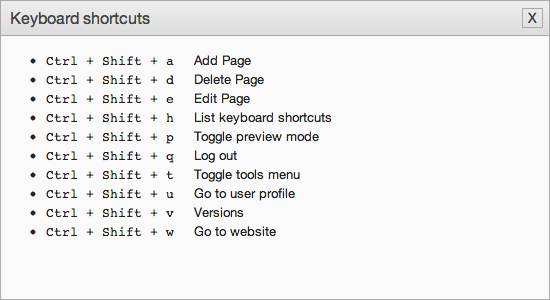 Keyboard shortcuts X
• Ctrl + Shift + a Add Page
• Ctrl + Shift + d Delete Page
• Ctrl + Shift + e Edit Page
• Ctrl + Shift + h List keyboard shortcuts
• Ctrl + Shift + p Toggle preview mode
• Ctrl + Shift + q Log out
• Ctrl + Shift + t Toggle tools menu
• Ctrl + Shift + u Go to user profile
• Ctrl + Shift + v Versions
• Ctrl + Shift + w Go to website